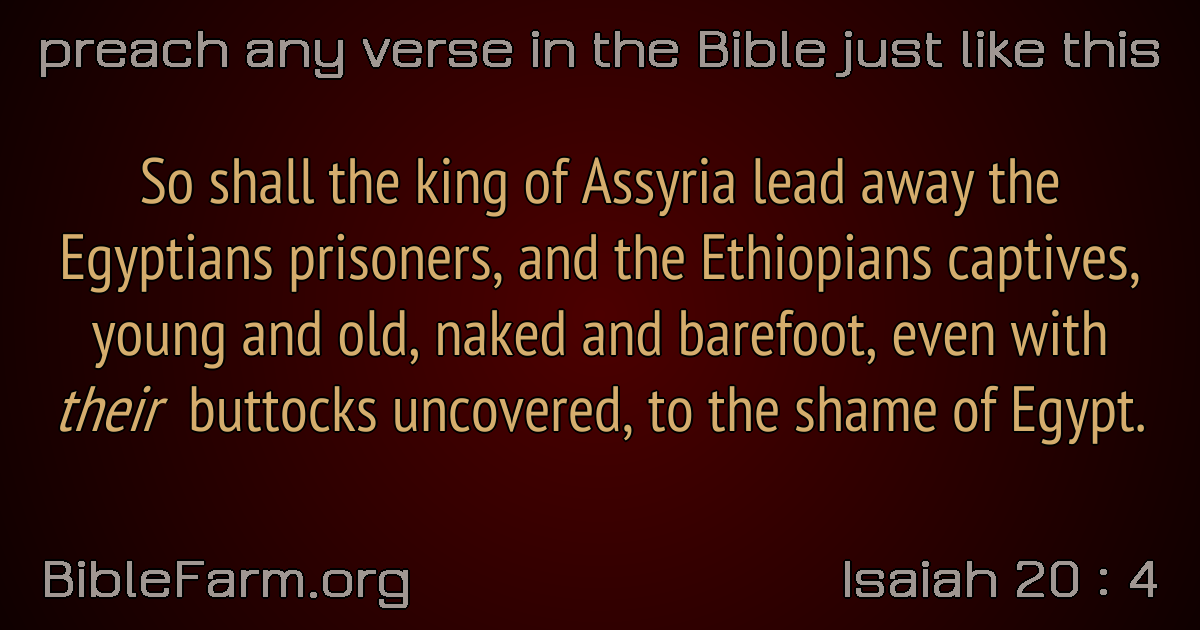 preach any verse in the Bible just like this
So shall the king of Assyria lead away the
Egyptians prisoners, and the Ethiopians captives,
young and old, naked and barefoot, even with
their buttocks uncovered, to the shame of Egypt.
BibleFarm.org
Isaiah 20 : 4